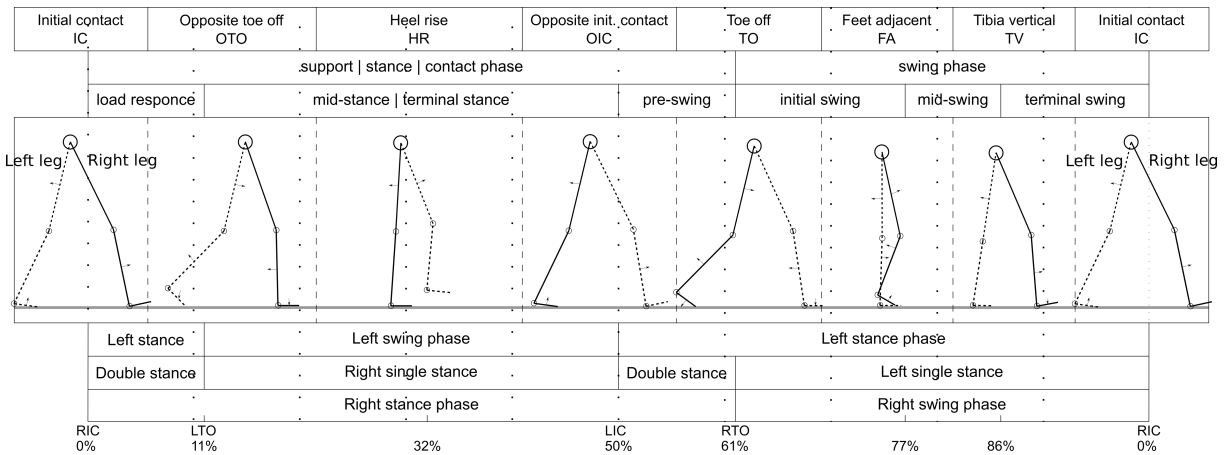 Initial contact
IC
Opposite toe off
OTO
Heel rise
HR
Opposite init. contact
OIC
Toe off
TO
Feet adjacent
FA
Tibia vertical
TV
Initial contact
IC
support | stance | contact phase
swing phase
load responce
mid-stance | terminal stance
pre-swing
initial swing
mid-swing
terminal swing
Left leg
Right leg
Left leg
Right leg
Left stance
Left swing phase
Left stance phase
Double stance
Right single stance
Double stance
Left single stance
Right stance phase
Right swing phase
RIC
0%
LTO
11%
32%
LIC
50%
RTO
61%
77%
86%
RIC
0%